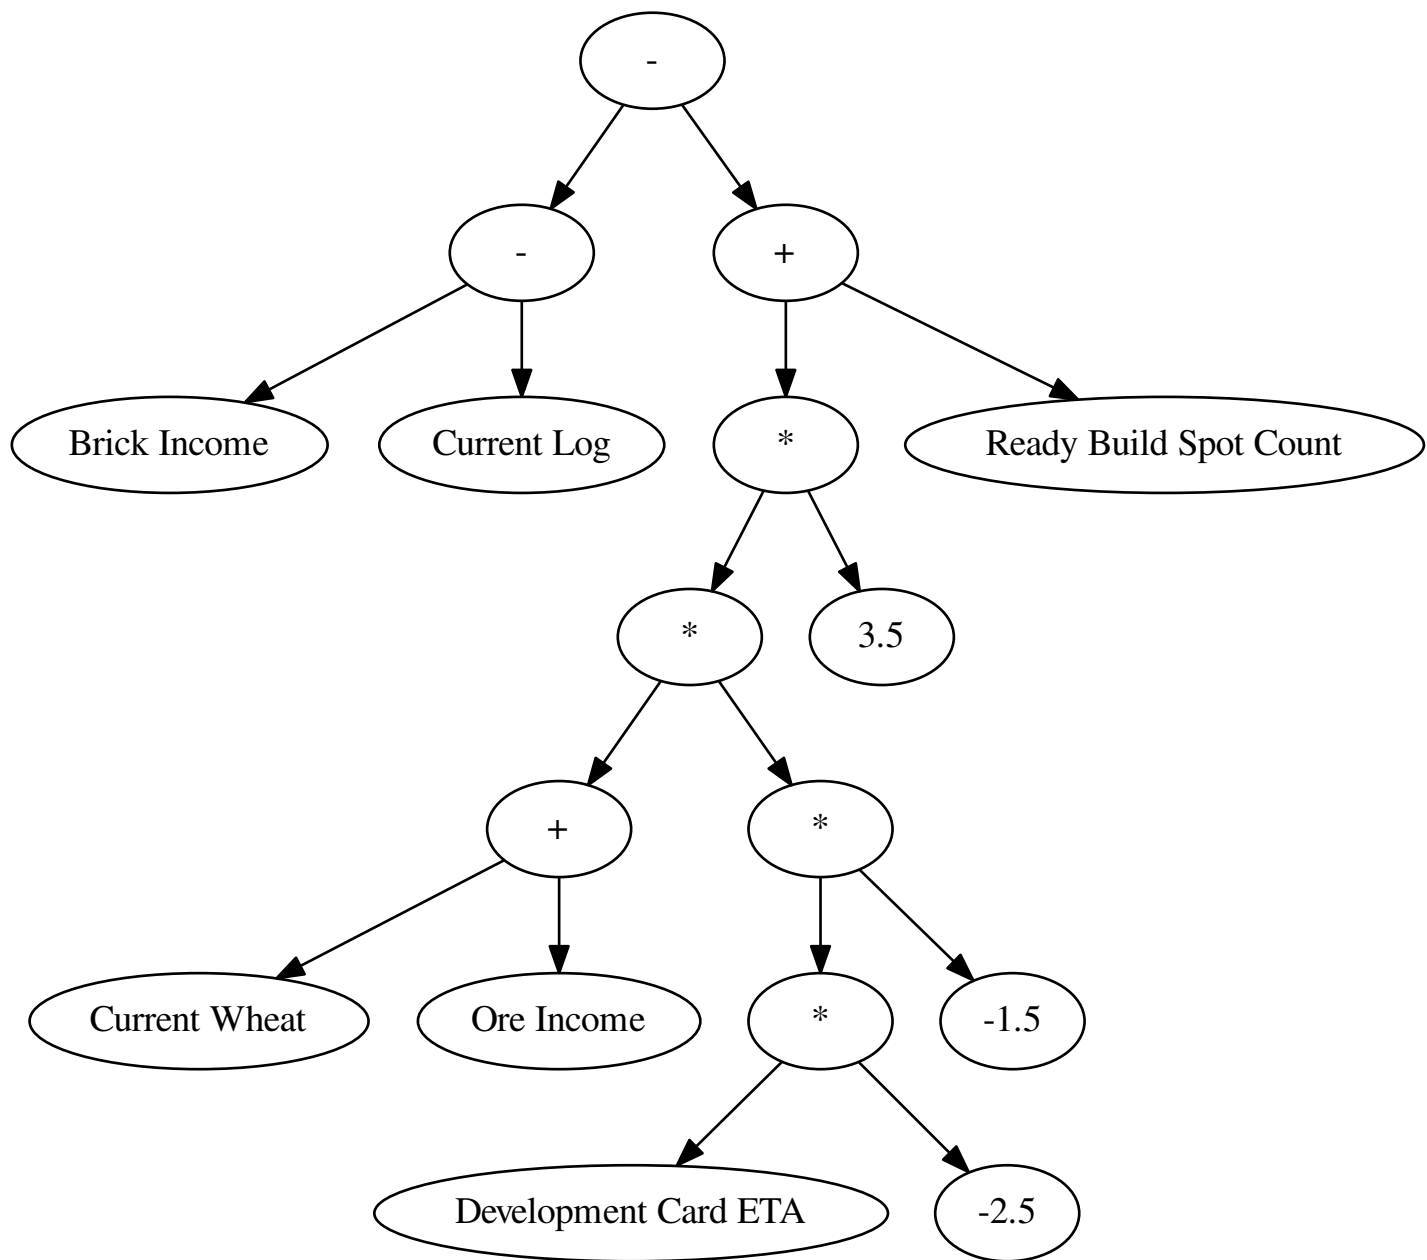 -
-
+
Brick Income
Current Log
*
Ready Build Spot Count
*
3.5
+
*
Current Wheat
Ore Income
*
-1.5
Development Card ETA
-2.5